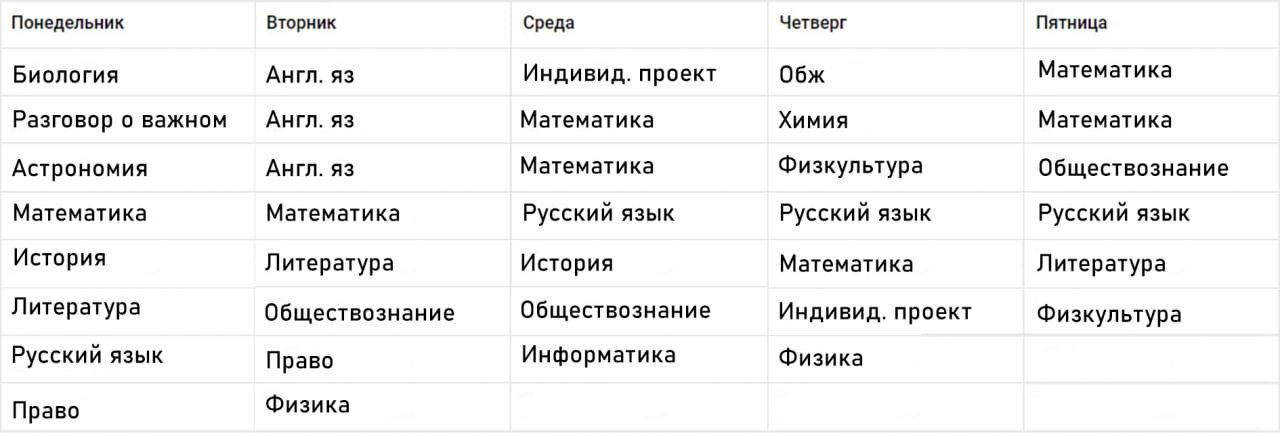 Понедельник Вторник Среда Четверг Пятница
Биология Англ. яз Индивид. проект Обж Математика
Разговор о важном Англ. яз Математика Химия Математика
Астрономия Англ. яз Математика Физкультура Обществознание
Математика Математика Русский язык Русский язык Русский язык
История Литература История Математика Литература
Литература Обществознание Обществознание Индивид. проект Физкультура
Русский язык Право Информатика Физика
Право Физика